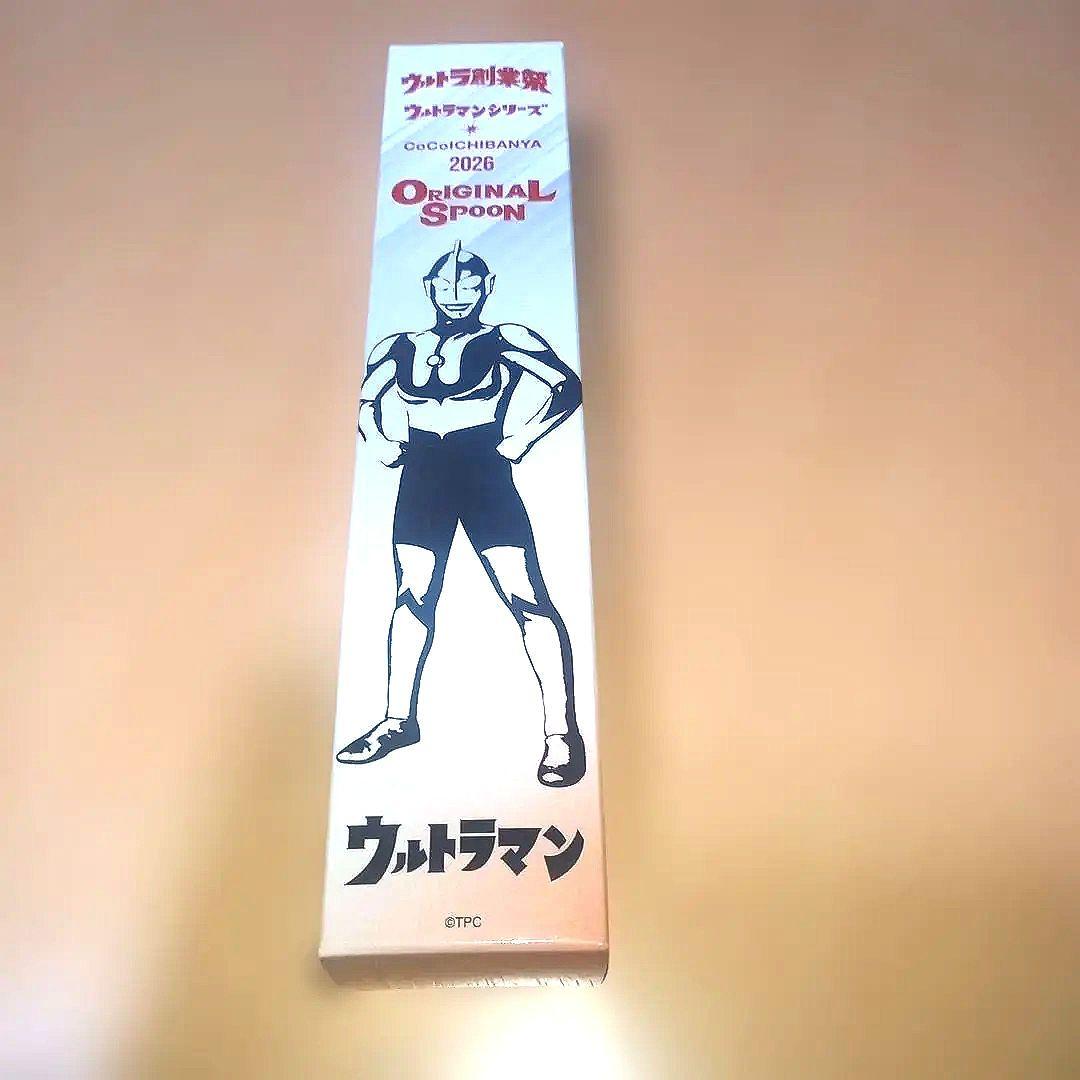 ウルトラ創業祭
ウルトラマンシリーズ
CoCoICHIBANYA
2026
ORIGINAL
SPOON
ウルトラマン
©TPC